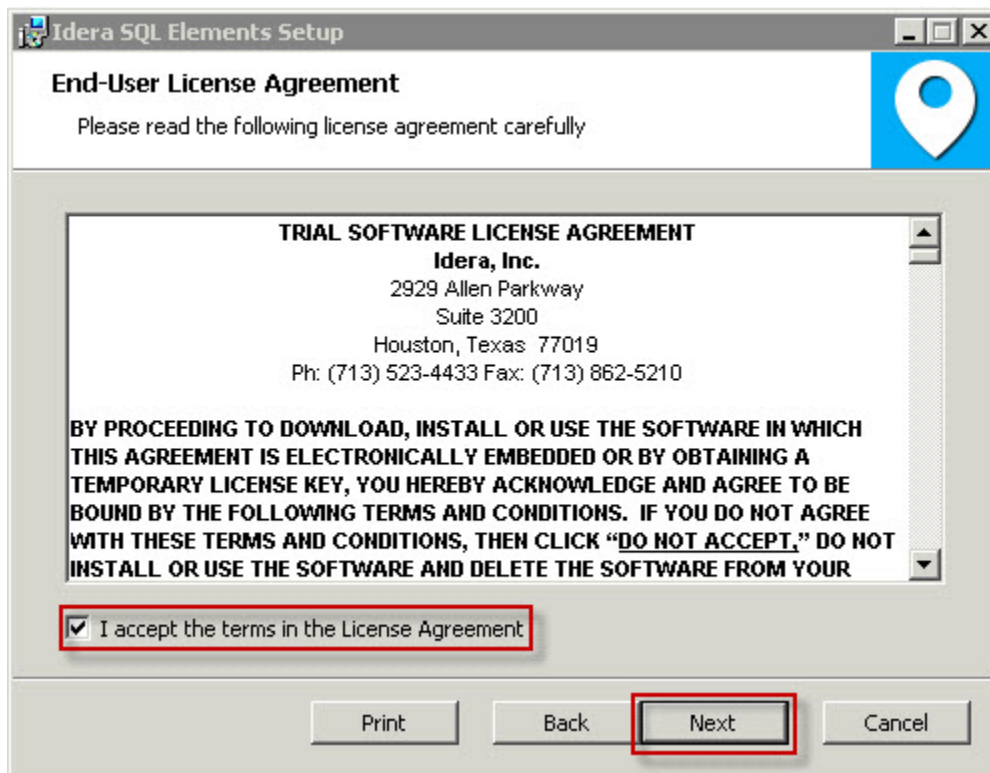 Idera SQL Elements Setup
End-User License Agreement
Please read the following license agreement carefully
TRIAL SOFTWARE LICENSE AGREEMENT
Idera, Inc.
2929 Allen Parkway
Suite 3200
Houston, Texas  77019
Ph: (713) 523-4433 Fax: (713) 862-5210
BY PROCEEDING TO DOWNLOAD, INSTALL OR USE THE SOFTWARE IN WHICH
THIS AGREEMENT IS ELECTRONICALLY EMBEDDED OR BY OBTAINING A
TEMPORARY LICENSE KEY, YOU HEREBY ACKNOWLEDGE AND AGREE TO BE
BOUND BY THE FOLLOWING TERMS AND CONDITIONS.  IF YOU DO NOT AGREE
WITH THESE TERMS AND CONDITIONS, THEN CLICK “DO NOT ACCEPT,” DO NOT
INSTALL OR USE THE SOFTWARE AND DELETE THE SOFTWARE FROM YOUR
I accept the terms in the License Agreement
Print Back Next Cancel